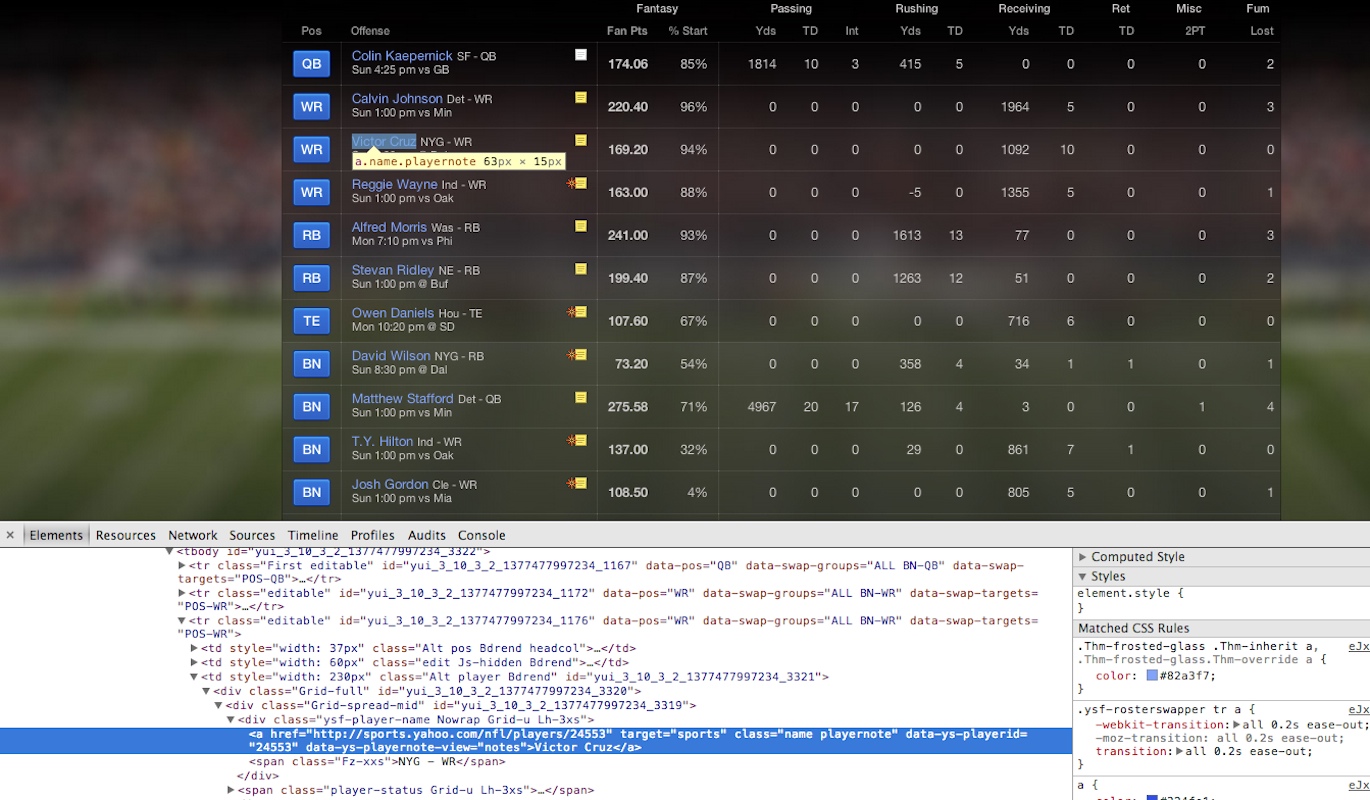 Fantasy Passing Rushing Receiving Ret Misc Fum
Pos Offense Fan Pts % Start Yds TD Int Yds TD Yds TD TD 2PT Lost
QB Colin Kaepernick SF - QB 174.06 85% 1814 10 3 415 5 0 0 0 0 2
Sun 4:25 pm vs GB
WR Calvin Johnson Det - WR 220.40 96% 0 0 0 0 0 1964 5 0 0 3
Sun 1:00 pm vs Min
WR Victor Cruz NYG - WR 169.20 94% 0 0 0 0 0 1092 10 0 0 0
a.name.playernote 63px × 15px
WR Reggie Wayne Ind - WR 163.00 88% 0 0 0 -5 0 1355 5 0 0 1
Sun 1:00 pm vs Oak
RB Alfred Morris Was - RB 241.00 93% 0 0 0 1613 13 77 0 0 0 3
Mon 7:10 pm vs Phi
RB Stevan Ridley NE - RB 199.40 87% 0 0 0 1263 12 51 0 0 0 2
Sun 1:00 pm @ Buf
TE Owen Daniels Hou - TE 107.60 67% 0 0 0 0 0 716 6 0 0 0
Mon 10:20 pm @ SD
BN David Wilson NYG - RB 73.20 54% 0 0 0 358 4 34 1 1 0 1
Sun 8:30 pm @ Dal
BN Matthew Stafford Det - QB 275.58 71% 4967 20 17 126 4 3 0 0 1 4
Sun 1:00 pm vs Min
BN T.Y. Hilton Ind - WR 137.00 32% 0 0 0 29 0 861 7 1 0 0
Sun 1:00 pm vs Oak
BN Josh Gordon Cle - WR 108.50 4% 0 0 0 0 0 805 5 0 0 1
Sun 1:00 pm vs Mia
× Elements Resources Network Sources Timeline Profiles Audits Console
<tbody id="yui_3_10_3_2_1377477997234_3322">
<tr class="First editable" id="yui_3_10_3_2_1377477997234_1167" data-pos="QB" data-swap-groups="ALL BN-QB" data-swap-
targets="POS-QB">…</tr>
<tr class="editable" id="yui_3_10_3_2_1377477997234_1172" data-pos="WR" data-swap-groups="ALL BN-WR" data-swap-targets=
"POS-WR">…</tr>
<tr class="editable" id="yui_3_10_3_2_1377477997234_1176" data-pos="WR" data-swap-groups="ALL BN-WR" data-swap-targets=
"POS-WR">
<td style="width: 37px" class="Alt pos Bdrend headcol">…</td>
<td style="width: 60px" class="edit Js-hidden Bdrend">…</td>
<td style="width: 230px" class="Alt player Bdrend" id="yui_3_10_3_2_1377477997234_3321">
<div class="Grid-full" id="yui_3_10_3_2_1377477997234_3320">
<div class="Grid-spread-mid" id="yui_3_10_3_2_1377477997234_3319">
<div class="ysf-player-name Nowrap Grid-u Lh-3xs">
<a href="http://sports.yahoo.com/nfl/players/24553" target="sports" class="name playernote" data-ys-playerid=
"24553" data-ys-playernote-view="notes">Victor Cruz</a>
<span class="Fz-xxs">NYG - WR</span>
</div>
<span class="player-status Grid-u Lh-3xs">…</span>
Computed Style
Styles
element.style {
}
Matched CSS Rules
.Thm-frosted-glass .Thm-inherit a, eJx
.Thm-frosted-glass.Thm-override a {
color: #82a3f7;
}
.ysf-rosterswapper tr a { eJx
-webkit-transition: all 0.2s ease-out;
-moz-transition: all 0.2s ease-out;
transition: all 0.2s ease-out;
}
a { eJx